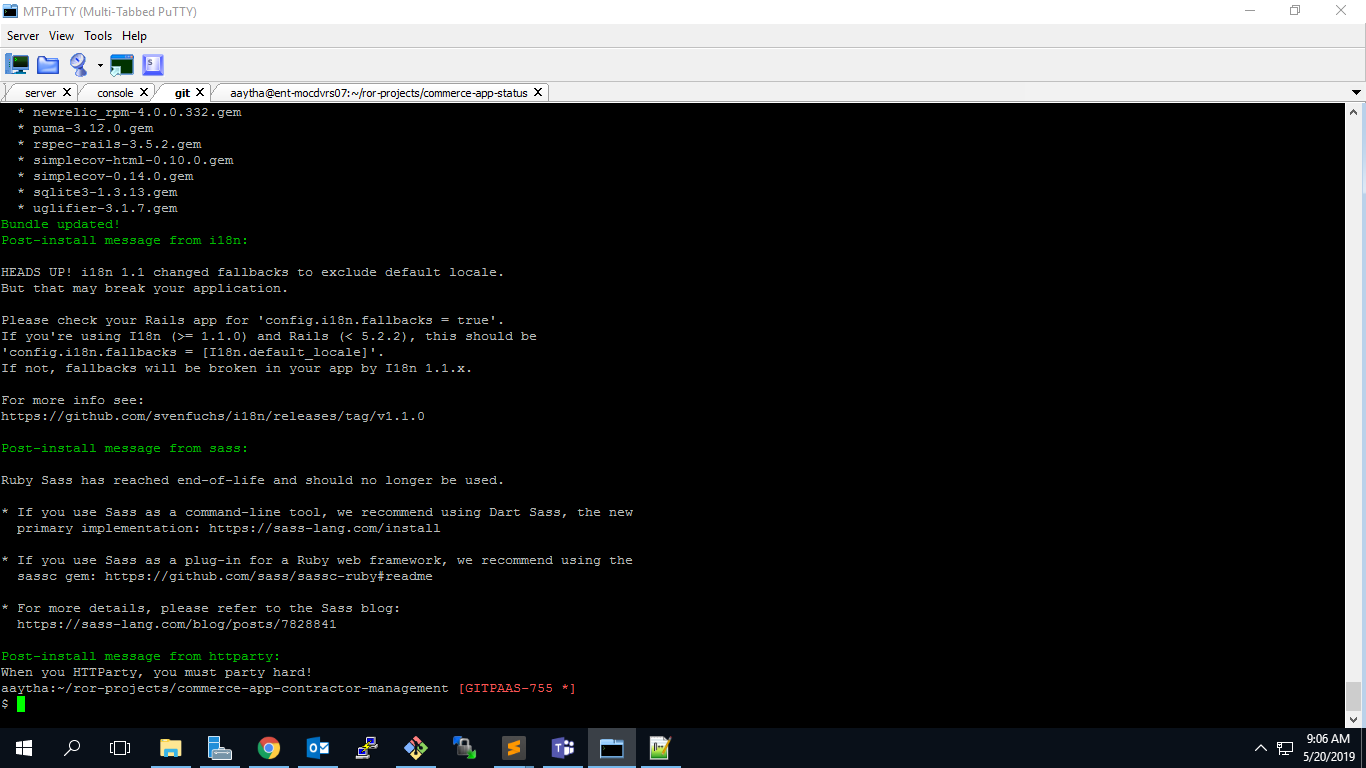 MTPuTTY (Multi-Tabbed PuTTY)
Server View Tools Help
server console git aaytha@ent-mocdvrs07:~/ror-projects/commerce-app-status
* newrelic_rpm-4.0.0.332.gem
* puma-3.12.0.gem
* rspec-rails-3.5.2.gem
* simplecov-html-0.10.0.gem
* simplecov-0.14.0.gem
* sqlite3-1.3.13.gem
* uglifier-3.1.7.gem
Bundle updated!
Post-install message from i18n:
HEADS UP! i18n 1.1 changed fallbacks to exclude default locale.
But that may break your application.
Please check your Rails app for 'config.i18n.fallbacks = true'.
If you're using I18n (>= 1.1.0) and Rails (< 5.2.2), this should be
'config.i18n.fallbacks = [I18n.default_locale]'.
If not, fallbacks will be broken in your app by I18n 1.1.x.
For more info see:
https://github.com/svenfuchs/i18n/releases/tag/v1.1.0
Post-install message from sass:
Ruby Sass has reached end-of-life and should no longer be used.
* If you use Sass as a command-line tool, we recommend using Dart Sass, the new
primary implementation: https://sass-lang.com/install
* If you use Sass as a plug-in for a Ruby web framework, we recommend using the
sassc gem: https://github.com/sass/sassc-ruby#readme
* For more details, please refer to the Sass blog:
https://sass-lang.com/blog/posts/7828841
Post-install message from httparty:
When you HTTParty, you must party hard!
aaytha:~/ror-projects/commerce-app-contractor-management [GITPAAS-755 *]
$
9:06 AM
5/20/2019